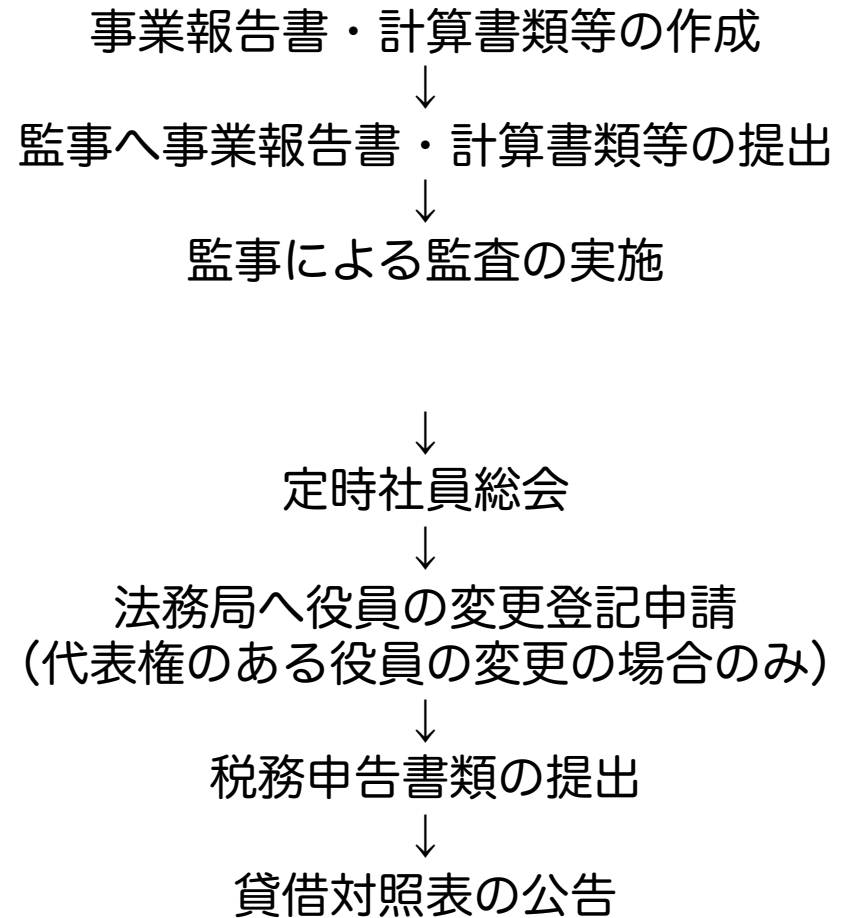 事業報告書・計算書類等の作成
↓
監事へ事業報告書・計算書類等の提出
↓
監事による監査の実施
↓
定時社員総会
↓
法務局へ役員の変更登記申請
（代表権のある役員の変更の場合のみ）
↓
税務申告書類の提出
↓
貸借対照表の公告